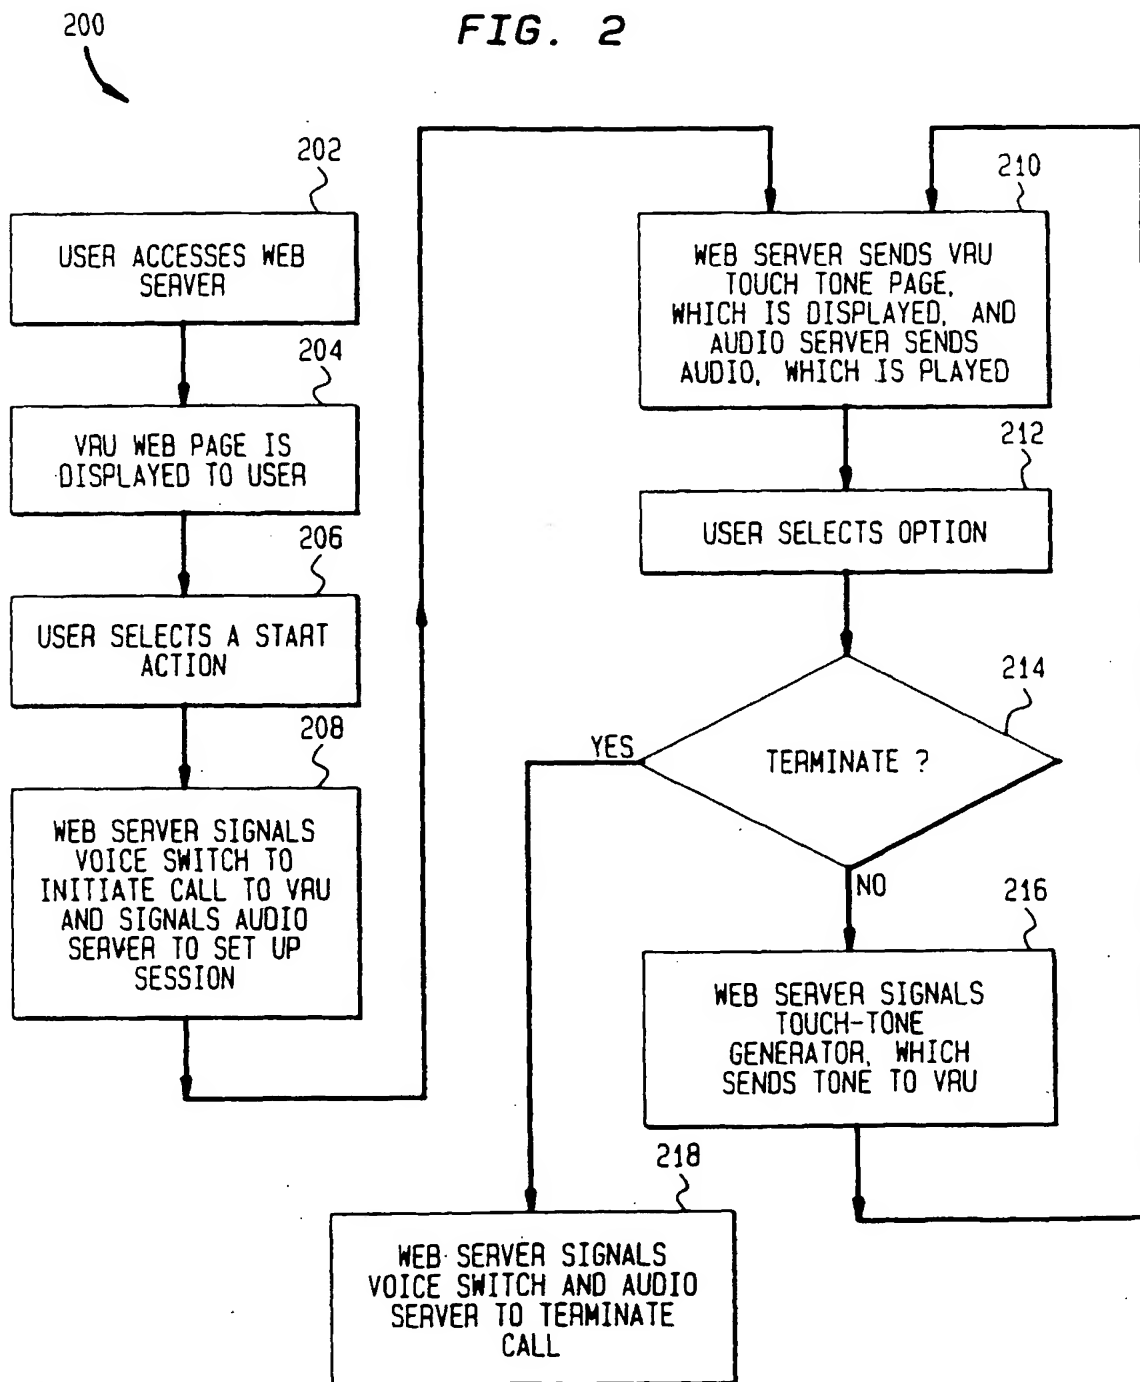 FIG. 2
200
202
USER ACCESSES WEB
SERVER
204
VRU WEB PAGE IS
DISPLAYED TO USER
206
USER SELECTS A START
ACTION
208
WEB SERVER SIGNALS
VOICE SWITCH TO
INITIATE CALL TO VRU
AND SIGNALS AUDIO
SERVER TO SET UP
SESSION
210
WEB SERVER SENDS VRU
TOUCH TONE PAGE,
WHICH IS DISPLAYED, AND
AUDIO SERVER SENDS
AUDIO, WHICH IS PLAYED
212
USER SELECTS OPTION
214
TERMINATE ?
YES
NO
216
WEB SERVER SIGNALS
TOUCH-TONE
GENERATOR, WHICH
SENDS TONE TO VRU
218
WEB SERVER SIGNALS
VOICE SWITCH AND AUDIO
SERVER TO TERMINATE
CALL